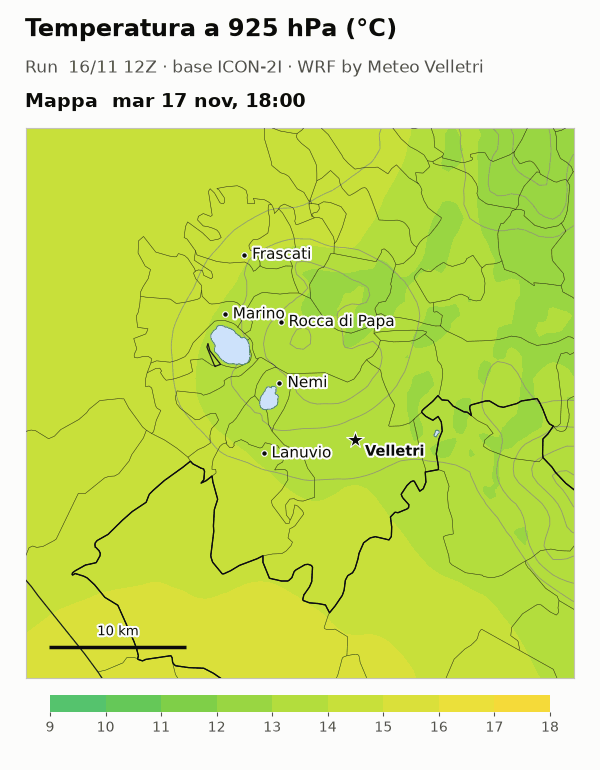 Temperatura a 925 hPa (°C)
Run  16/11 12Z · base ICON-2I · WRF by Meteo Velletri
Mappa  mar 17 nov, 18:00
Frascati
Marino
Rocca di Papa
Nemi
Velletri
Lanuvio
10 km
9 10 11 12 13 14 15 16 17 18